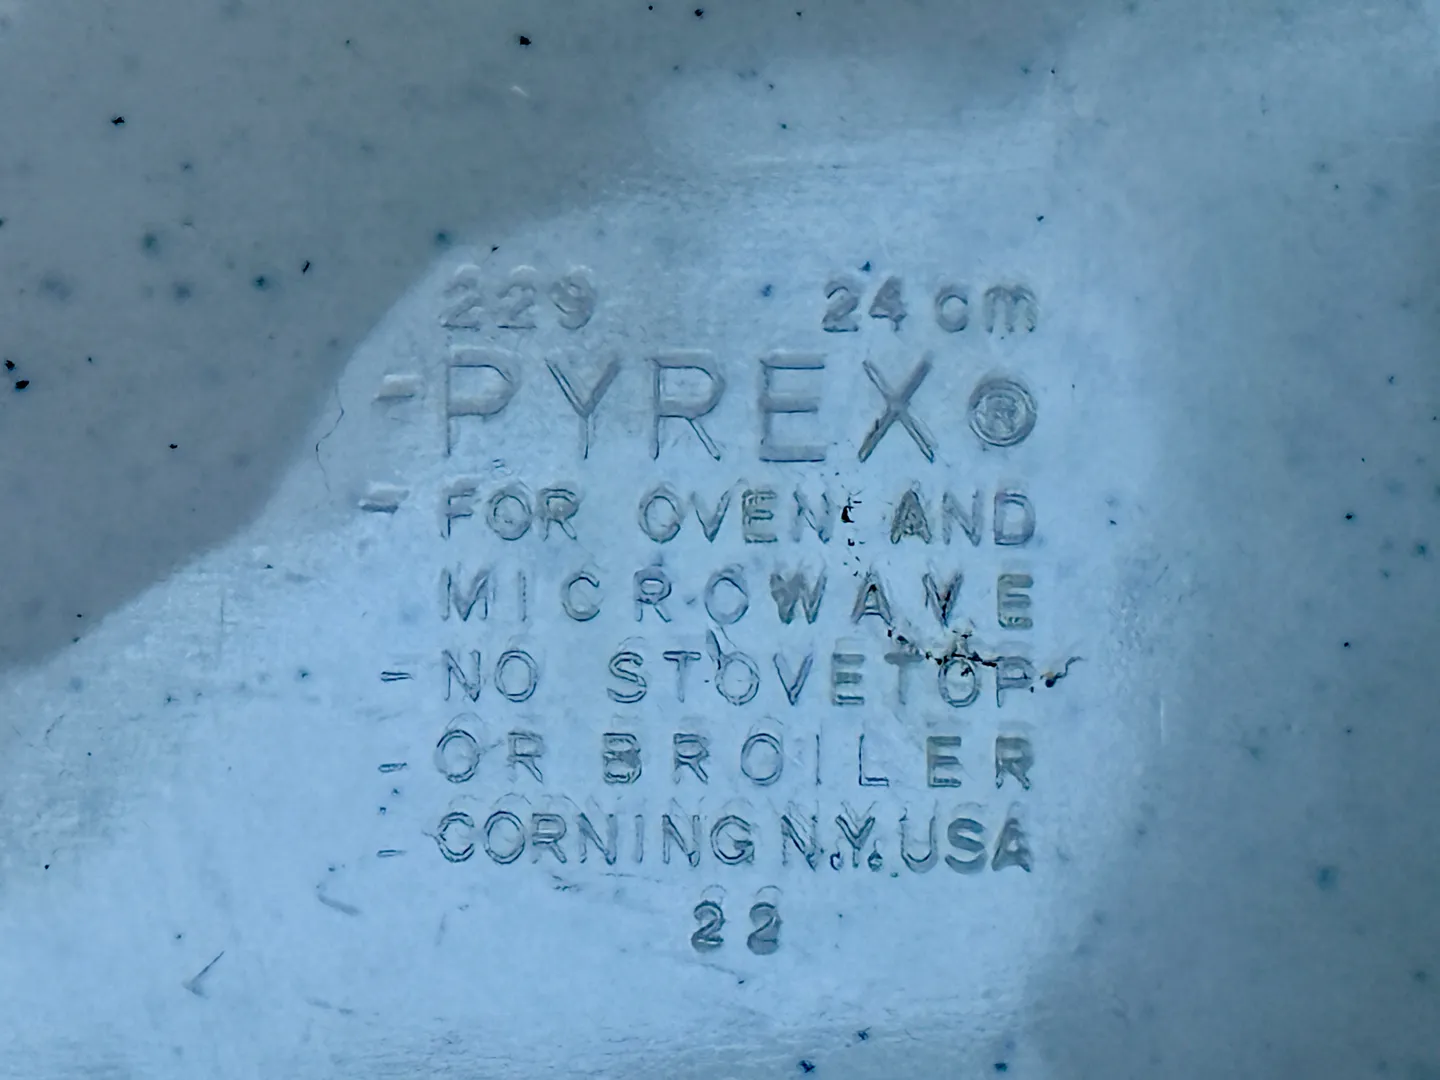 229 24 cm
PYREX ®
FOR OVEN AND
MICROWAVE
NO STOVETOP
OR BROILER
CORNING N.Y. USA
22